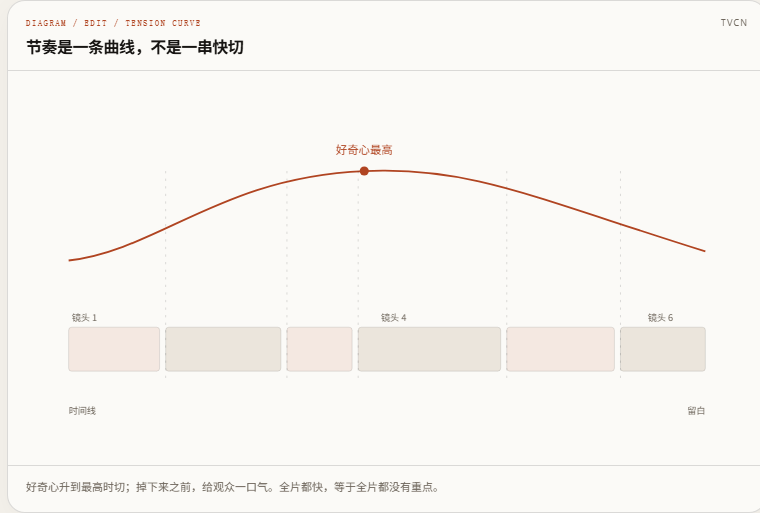 DIAGRAM / EDIT / TENSION CURVE
TVCN
节奏是一条曲线，不是一串快切
好奇心最高
镜头 1
镜头 4
镜头 6
时间线
留白
好奇心升到最高时切；掉下来之前，给观众一口气。全片都快，等于全片都没有重点。